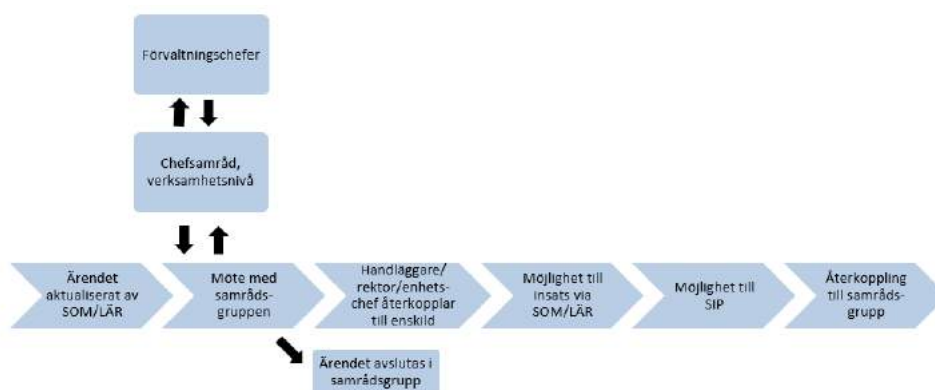 Förvaltningschefer
Chefsamråd,
verksamhetsnivå
Ärendet
aktualiserat av
SOM/LÄR
Möte med
samråds-
gruppen
Handläggare/
rektor/enhets-
chef återkopplar
till enskild
Möjlighet till
insats via
SOM/LÄR
Möjlighet till
SIP
Återkoppling
till samråds-
grupp
Ärendet avslutas i
samrådsgrupp